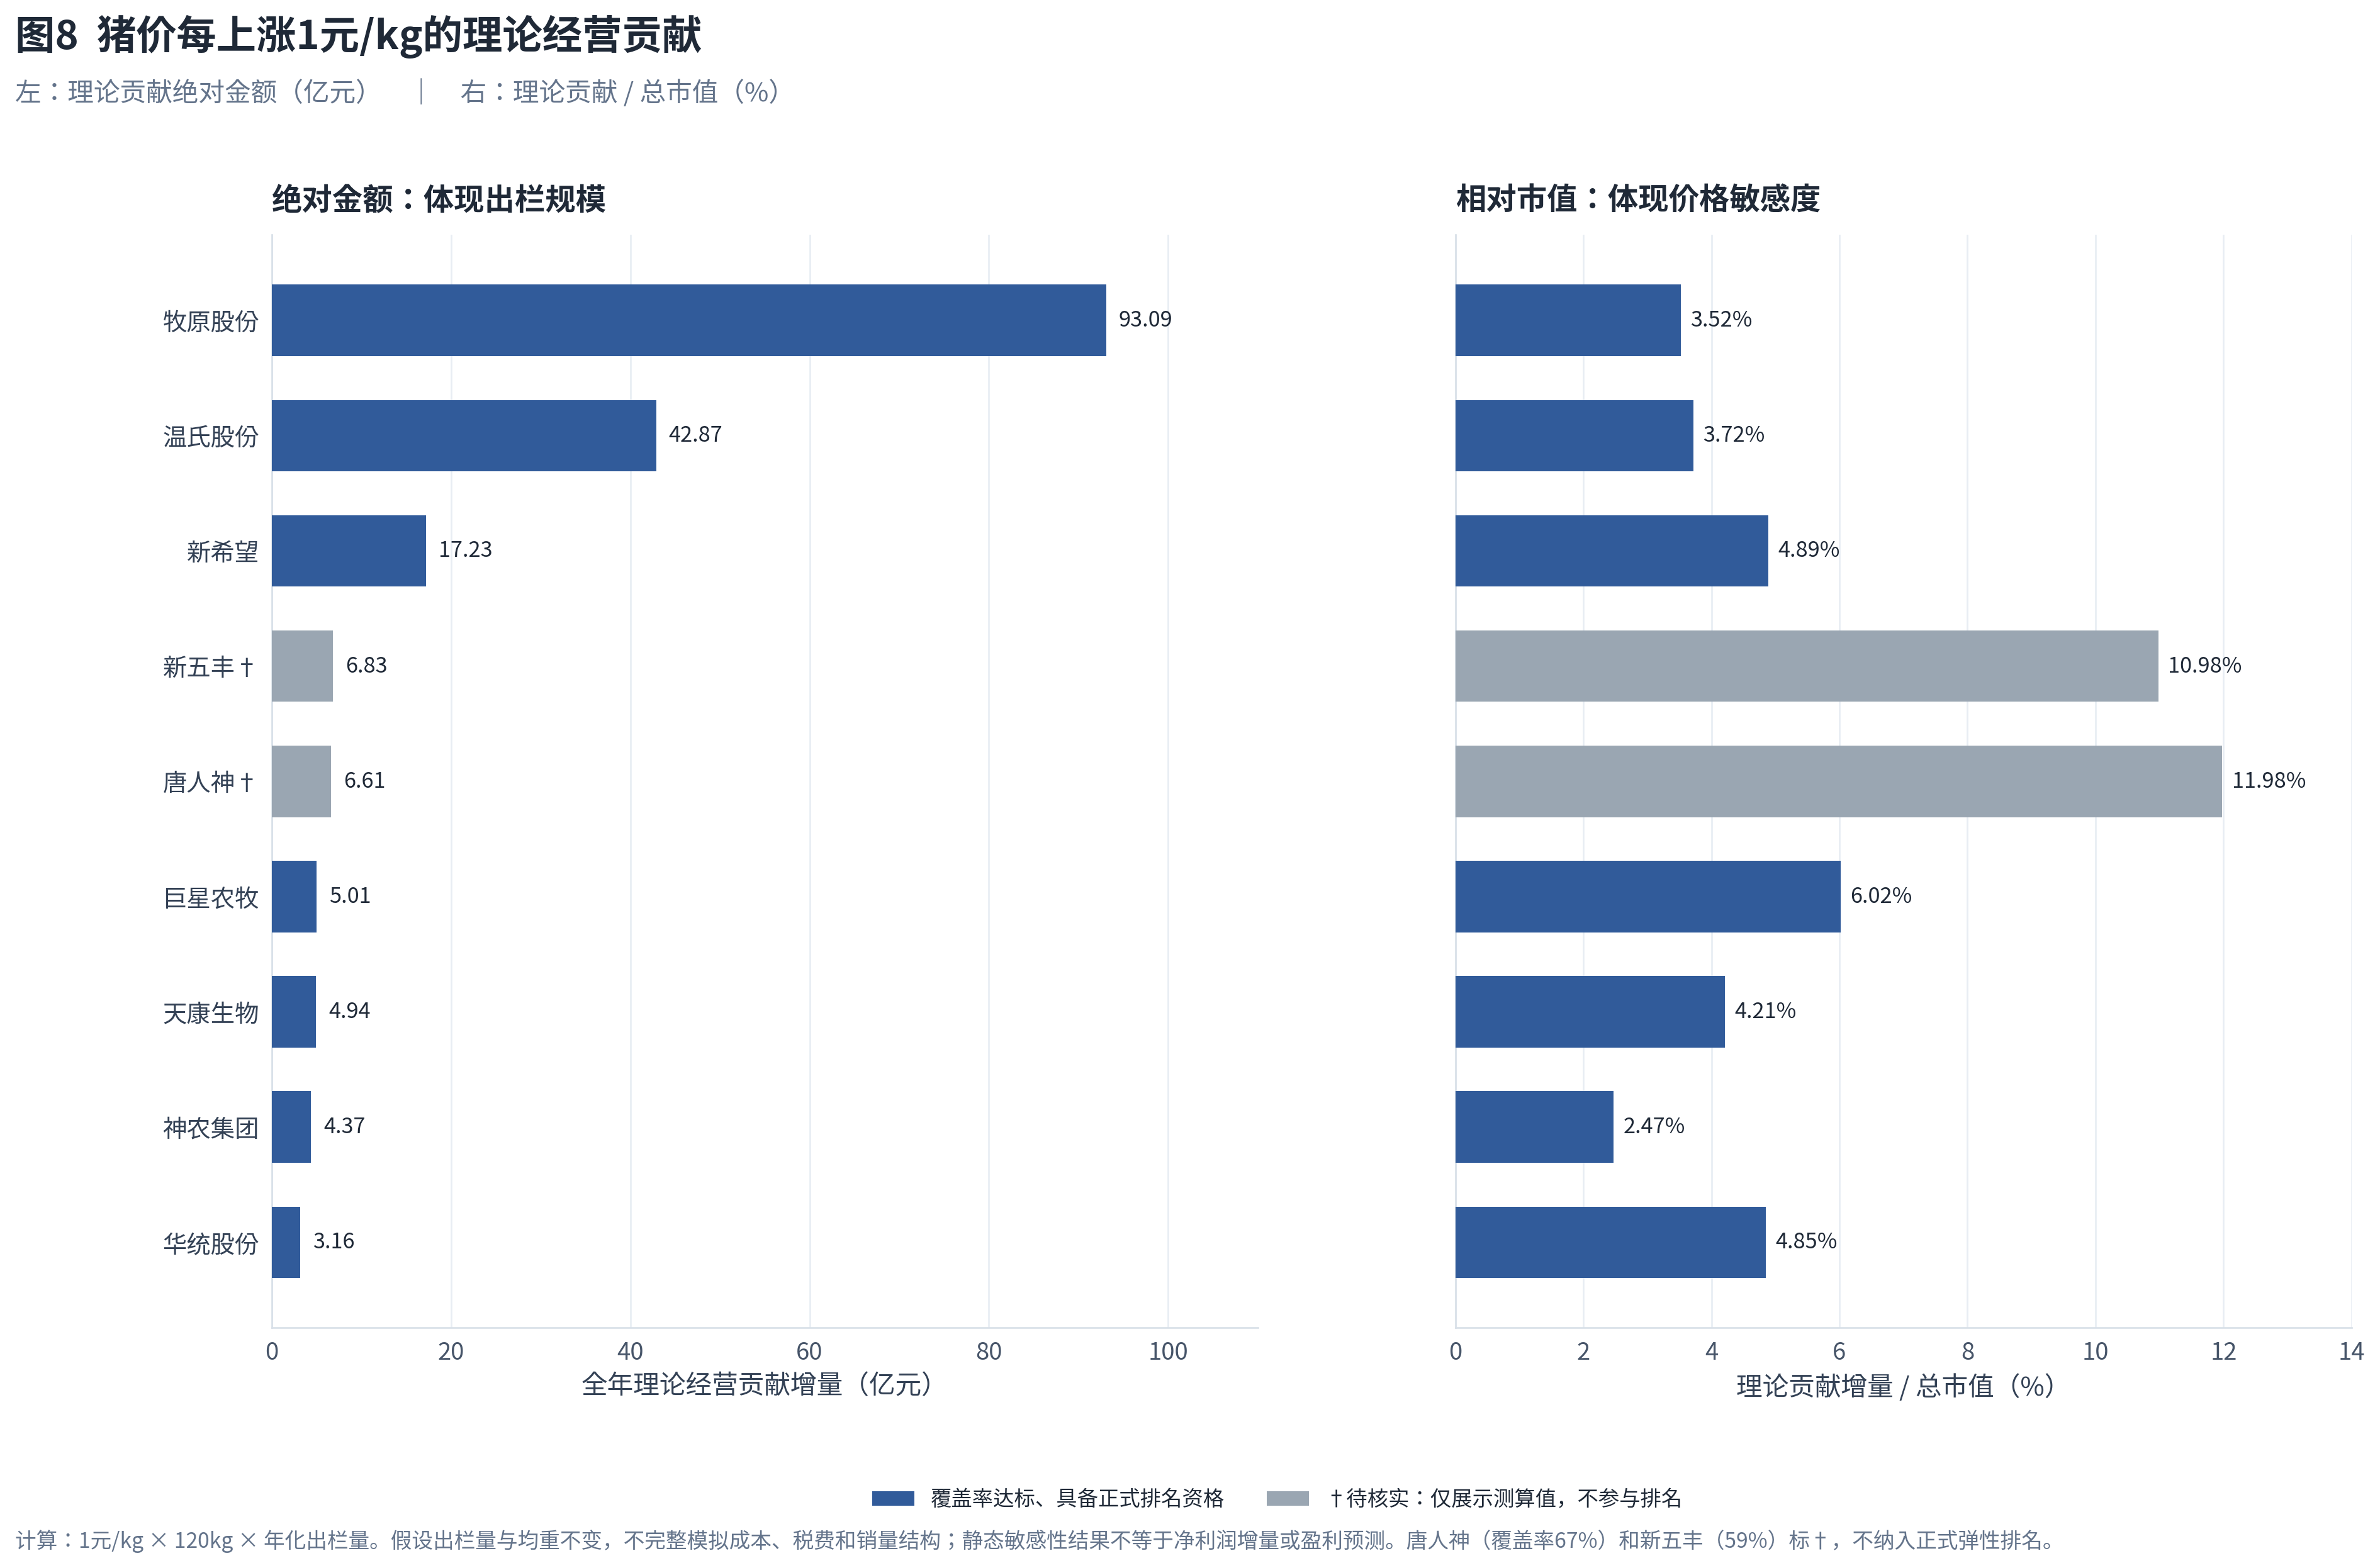 图8 猪价每上涨1元/kg的理论经营贡献
左：理论贡献绝对金额（亿元） ｜ 右：理论贡献 / 总市值（%）
绝对金额：体现出栏规模
牧原股份 93.09
温氏股份 42.87
新希望 17.23
新五丰† 6.83
唐人神† 6.61
巨星农牧 5.01
天康生物 4.94
神农集团 4.37
华统股份 3.16
0 20 40 60 80 100
全年理论经营贡献增量（亿元）
相对市值：体现价格敏感度
3.52%
3.72%
4.89%
10.98%
11.98%
6.02%
4.21%
2.47%
4.85%
0 2 4 6 8 10 12 14
理论贡献增量 / 总市值（%）
覆盖率达标、具备正式排名资格
†待核实：仅展示测算值，不参与排名
计算：1元/kg × 120kg × 年化出栏量。假设出栏量与均重不变，不完整模拟成本、税费和销量结构；静态敏感性结果不等于净利润增量或盈利预测。唐人神（覆盖率67%）和新五丰（59%）标†，不纳入正式弹性排名。